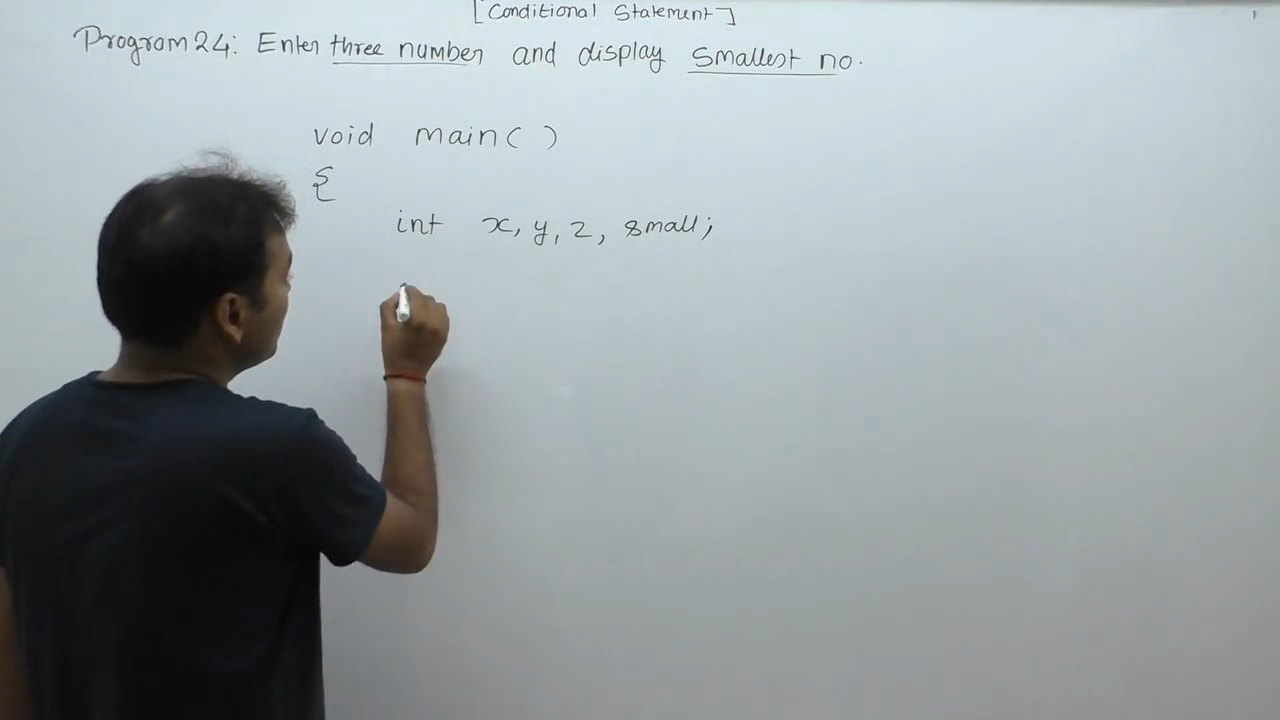 [Conditional Statement]
Program 24: Enter three number and display smallest no.
void main( )
{
int x, y, z, small;